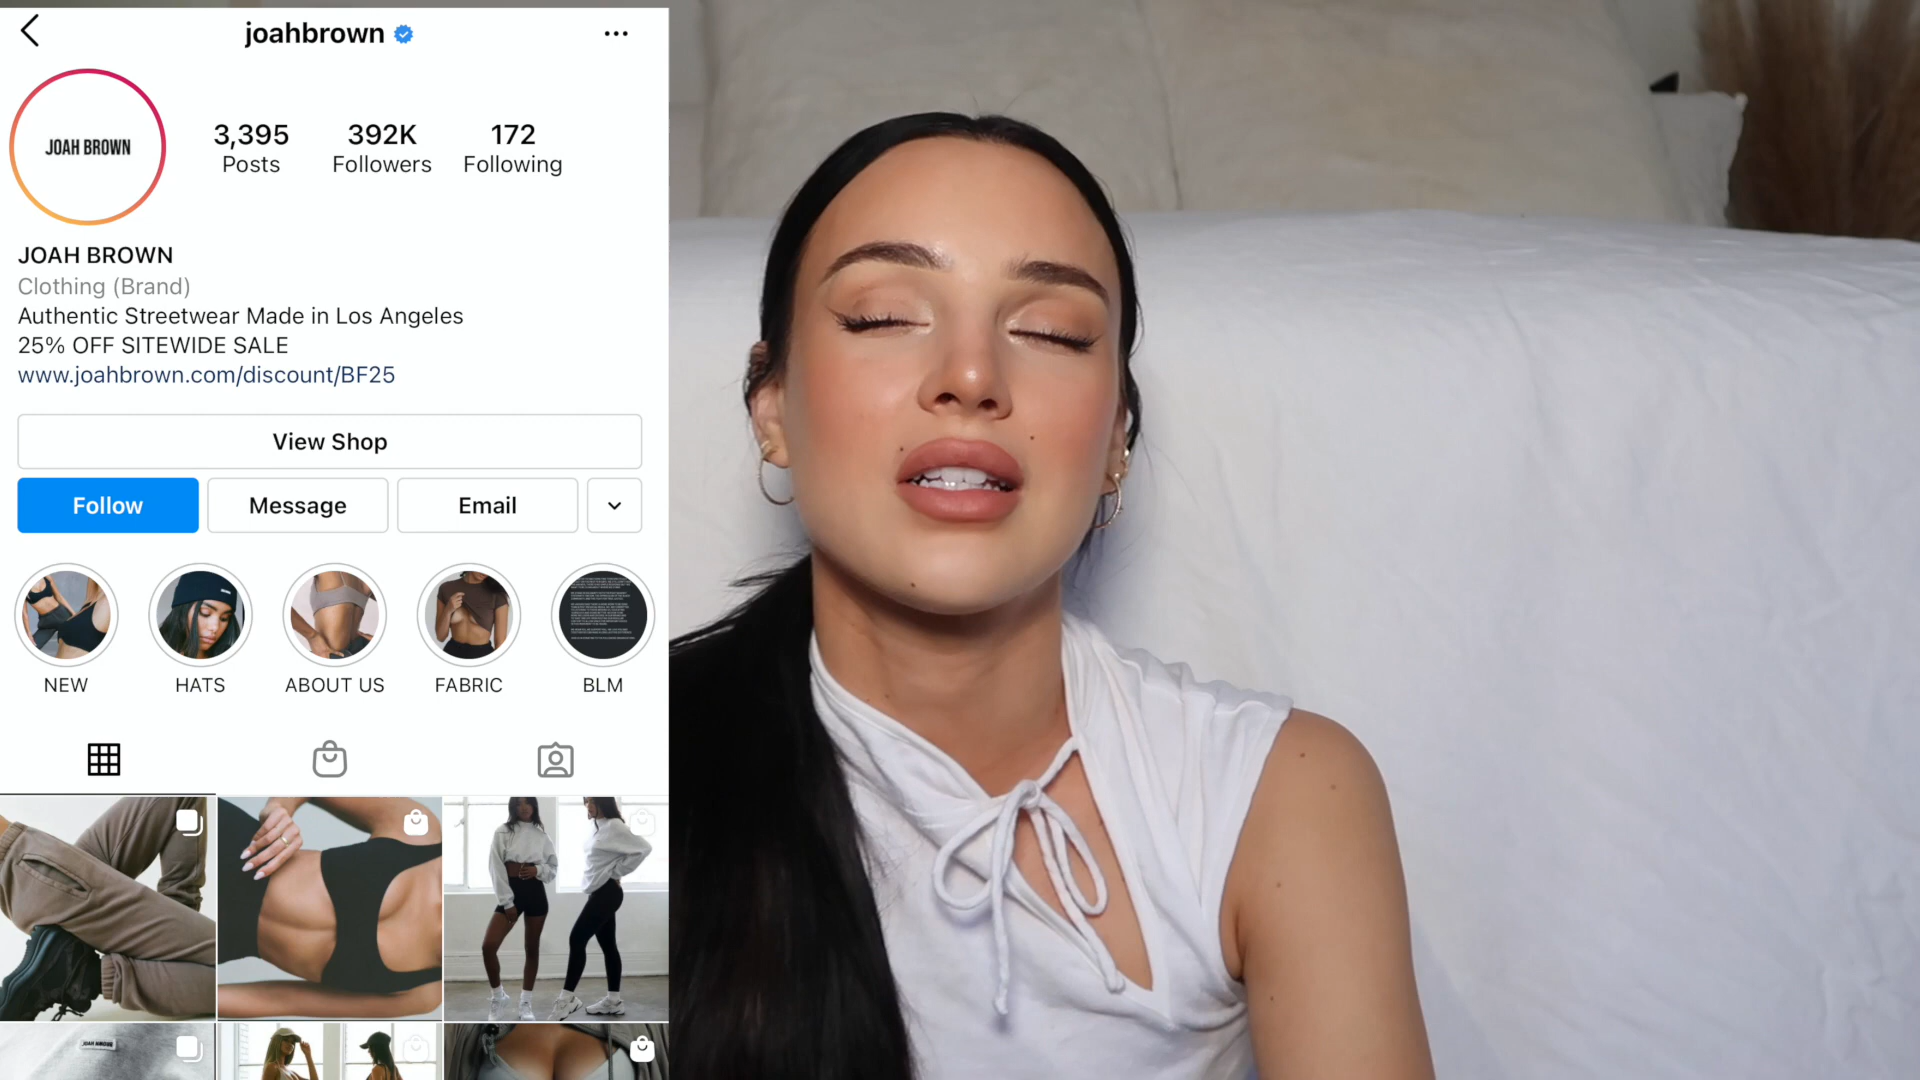 joahbrown
JOAH BROWN
3,395 392K 172
Posts Followers Following
JOAH BROWN
Clothing (Brand)
Authentic Streetwear Made in Los Angeles
25% OFF SITEWIDE SALE
www.joahbrown.com/discount/BF25
View Shop
Follow Message Email
NEW HATS ABOUT US FABRIC BLM
JOAH BROWN